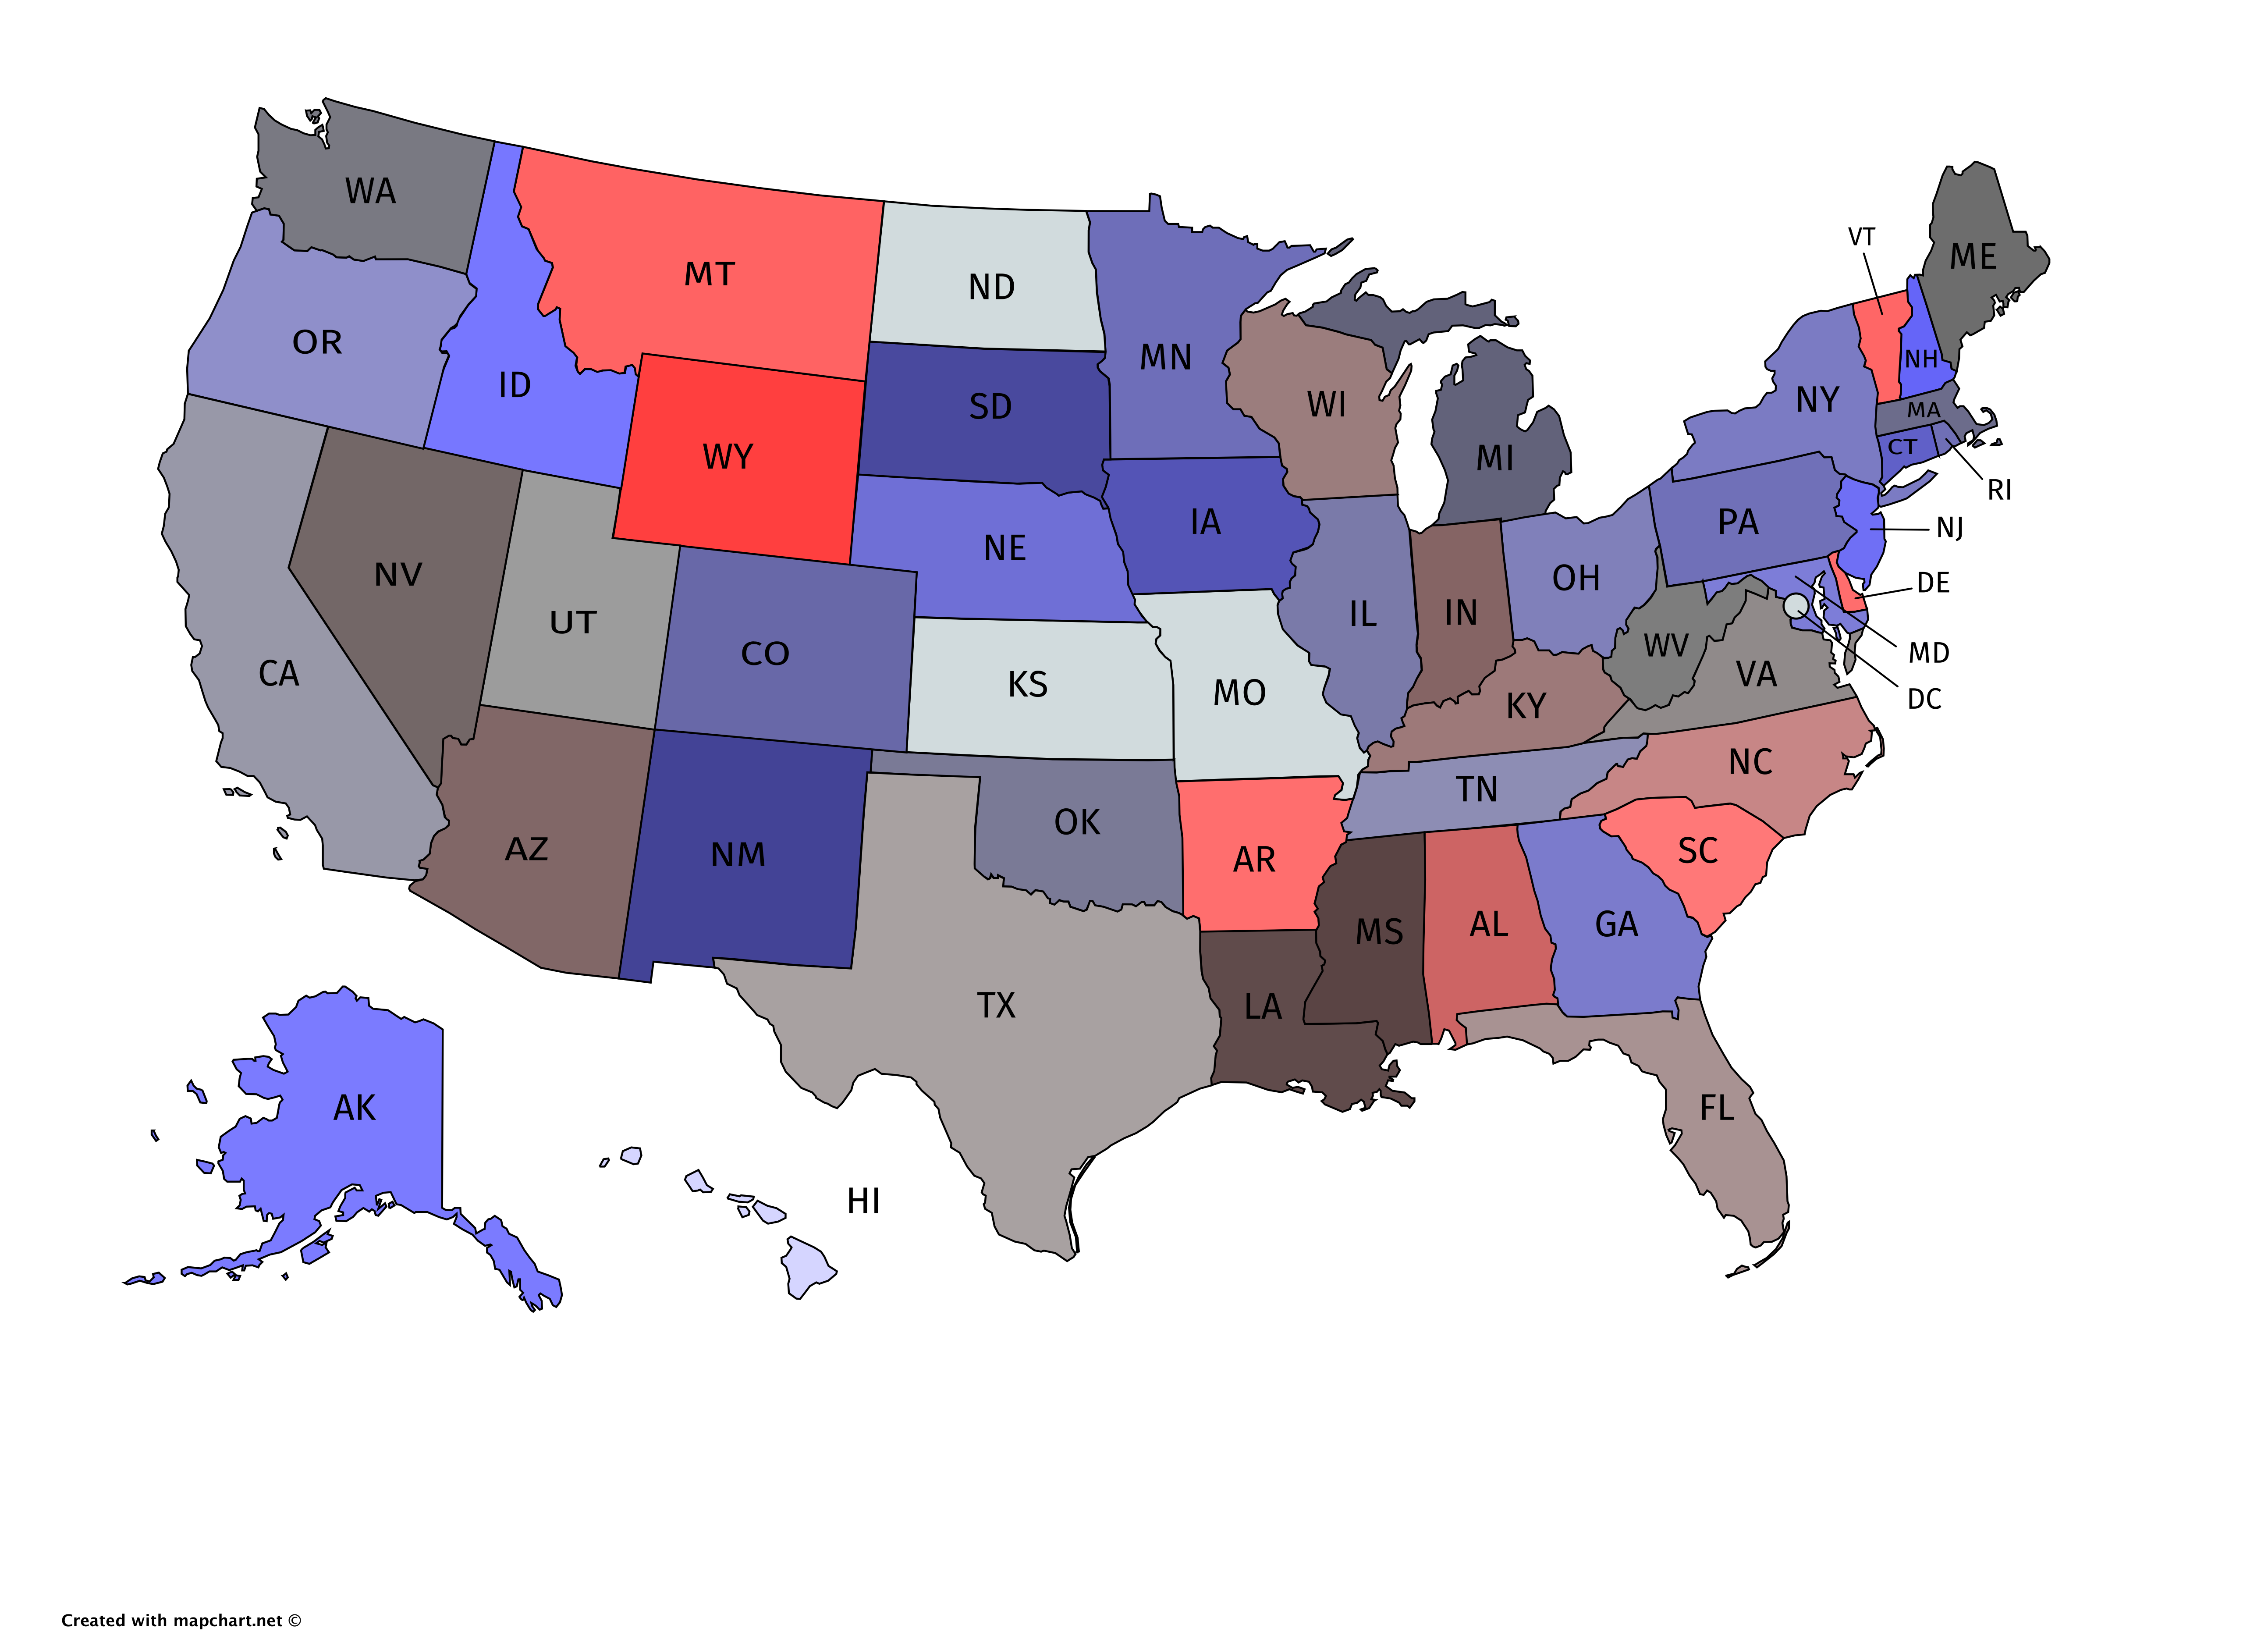 WA
MT
ND
MN
VT
ME
OR
ID
WY
SD
WI
MI
NY
NH
MA
CT
RI
NV
UT
CO
NE
IA
IL
IN
OH
PA
NJ
DE
MD
DC
CA
KS
MO
KY
WV
VA
AZ
NM
OK
AR
TN
NC
SC
TX
LA
MS
AL
GA
FL
AK
HI
Created with mapchart.net ©